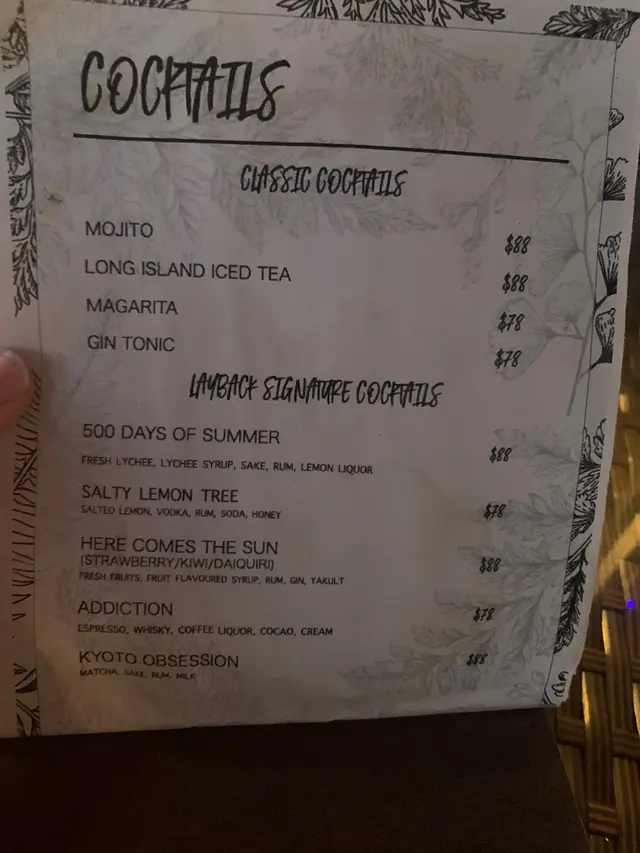 COCKTAILS
CLASSIC COCKTAILS
MOJITO $88
LONG ISLAND ICED TEA $88
MAGARITA $78
GIN TONIC $78
LAYBACK SIGNATURE COCKTAILS
500 DAYS OF SUMMER
FRESH LYCHEE, LYCHEE SYRUP, SAKE, RUM, LEMON LIQUOR $88
SALTY LEMON TREE
SALTED LEMON, VODKA, RUM, SODA, HONEY $78
HERE COMES THE SUN
(STRAWBERRY/KIWI/DAIQUIRI) $88
FRESH FRUITS, FRUIT FLAVOURED SYRUP, RUM, GIN, YAKULT
ADDICTION $78
ESPRESSO, WHISKY, COFFEE LIQUOR, COCAO, CREAM
KYOTO OBSESSION $88
MATCHA, SAKE, RUM, MILK